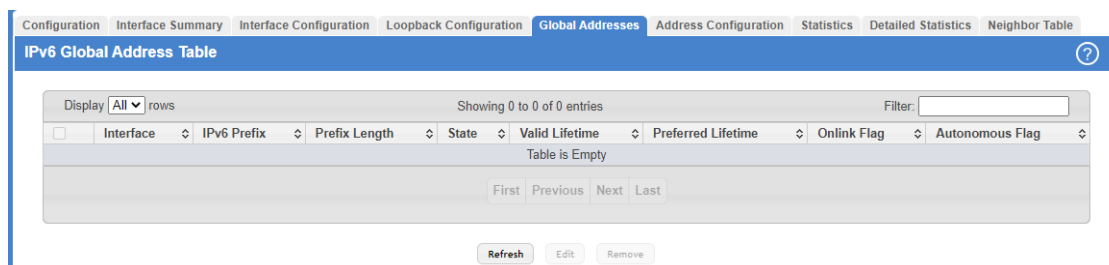 Configuration Interface Summary Interface Configuration Loopback Configuration Global Addresses Address Configuration Statistics Detailed Statistics Neighbor Table
IPv6 Global Address Table ?
Display All rows Showing 0 to 0 of 0 entries Filter:
Interface IPv6 Prefix Prefix Length State Valid Lifetime Preferred Lifetime Onlink Flag Autonomous Flag
Table is Empty
First Previous Next Last
Refresh Edit Remove